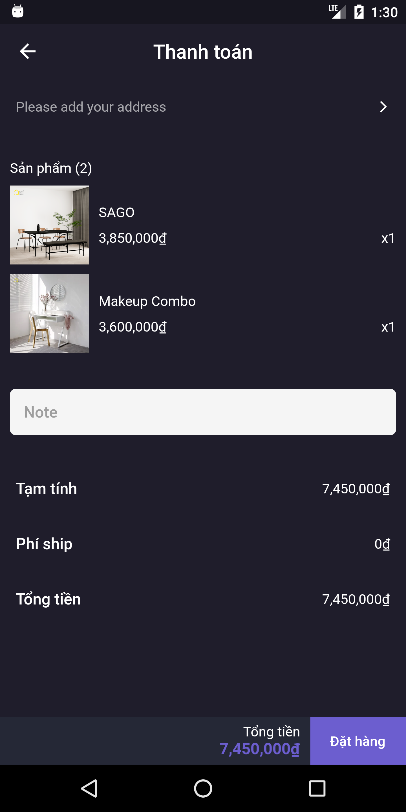 LTE 1:30
Thanh toán
Please add your address
Sản phẩm (2)
SAGO
3,850,000₫ x1
Makeup Combo
3,600,000₫ x1
Note
Tạm tính 7,450,000₫
Phí ship 0₫
Tổng tiền 7,450,000₫
Tổng tiền
7,450,000₫
Đặt hàng